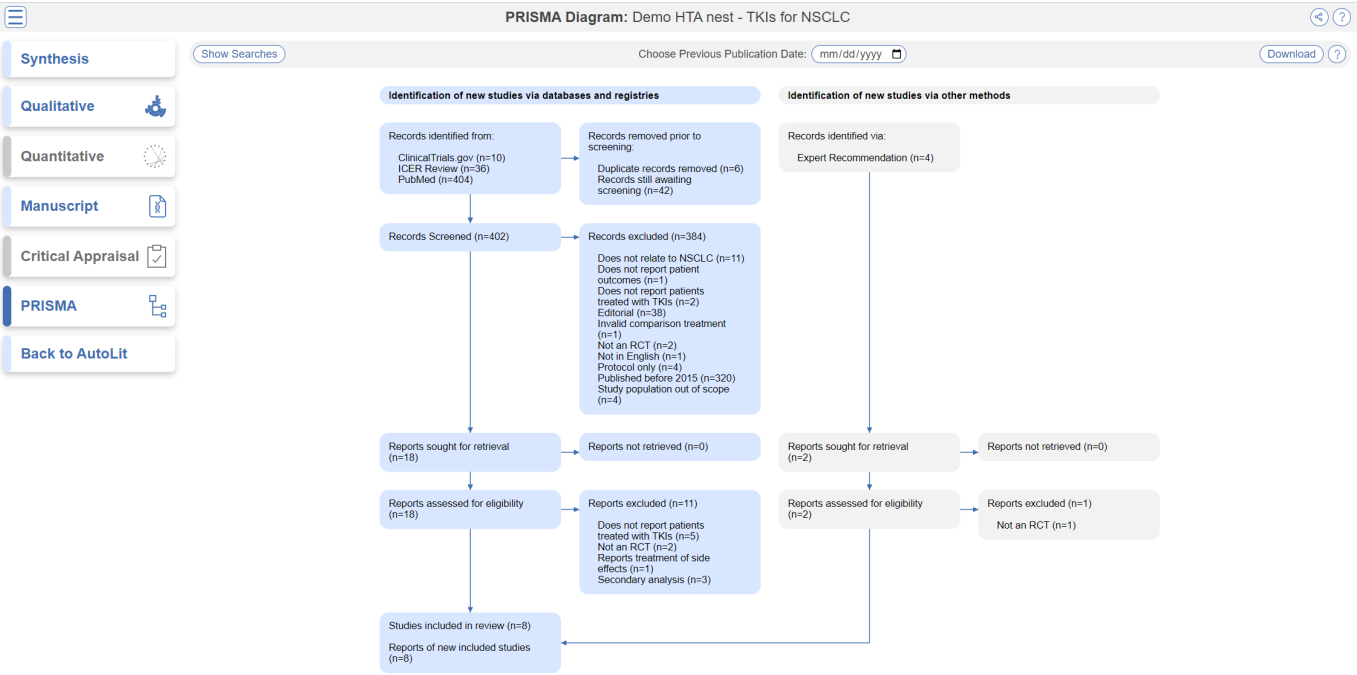 PRISMA Diagram: Demo HTA nest - TKIs for NSCLC
?
Synthesis
Qualitative
Quantitative
Manuscript
Critical Appraisal
PRISMA
Back to AutoLit
Show Searches
Choose Previous Publication Date: mm/dd/yyyy
Download
?
Identification of new studies via databases and registries
Identification of new studies via other methods
Records identified from:
ClinicalTrials.gov (n=10)
ICER Review (n=36)
PubMed (n=404)
Records removed prior to
screening:
Duplicate records removed (n=6)
Records still awaiting
screening (n=42)
Records identified via:
Expert Recommendation (n=4)
Records Screened (n=402)
Records excluded (n=384)
Does not relate to NSCLC (n=11)
Does not report patient
outcomes (n=1)
Does not report patients
treated with TKIs (n=2)
Editorial (n=38)
Invalid comparison treatment
(n=1)
Not an RCT (n=2)
Not in English (n=1)
Protocol only (n=4)
Published before 2015 (n=320)
Study population out of scope
(n=4)
Reports sought for retrieval
(n=18)
Reports not retrieved (n=0)
Reports sought for retrieval
(n=2)
Reports not retrieved (n=0)
Reports assessed for eligibility
(n=18)
Reports excluded (n=11)
Does not report patients
treated with TKIs (n=5)
Not an RCT (n=2)
Reports treatment of side
effects (n=1)
Secondary analysis (n=3)
Reports assessed for eligibility
(n=2)
Reports excluded (n=1)
Not an RCT (n=1)
Studies included in review (n=8)
Reports of new included studies
(n=8)